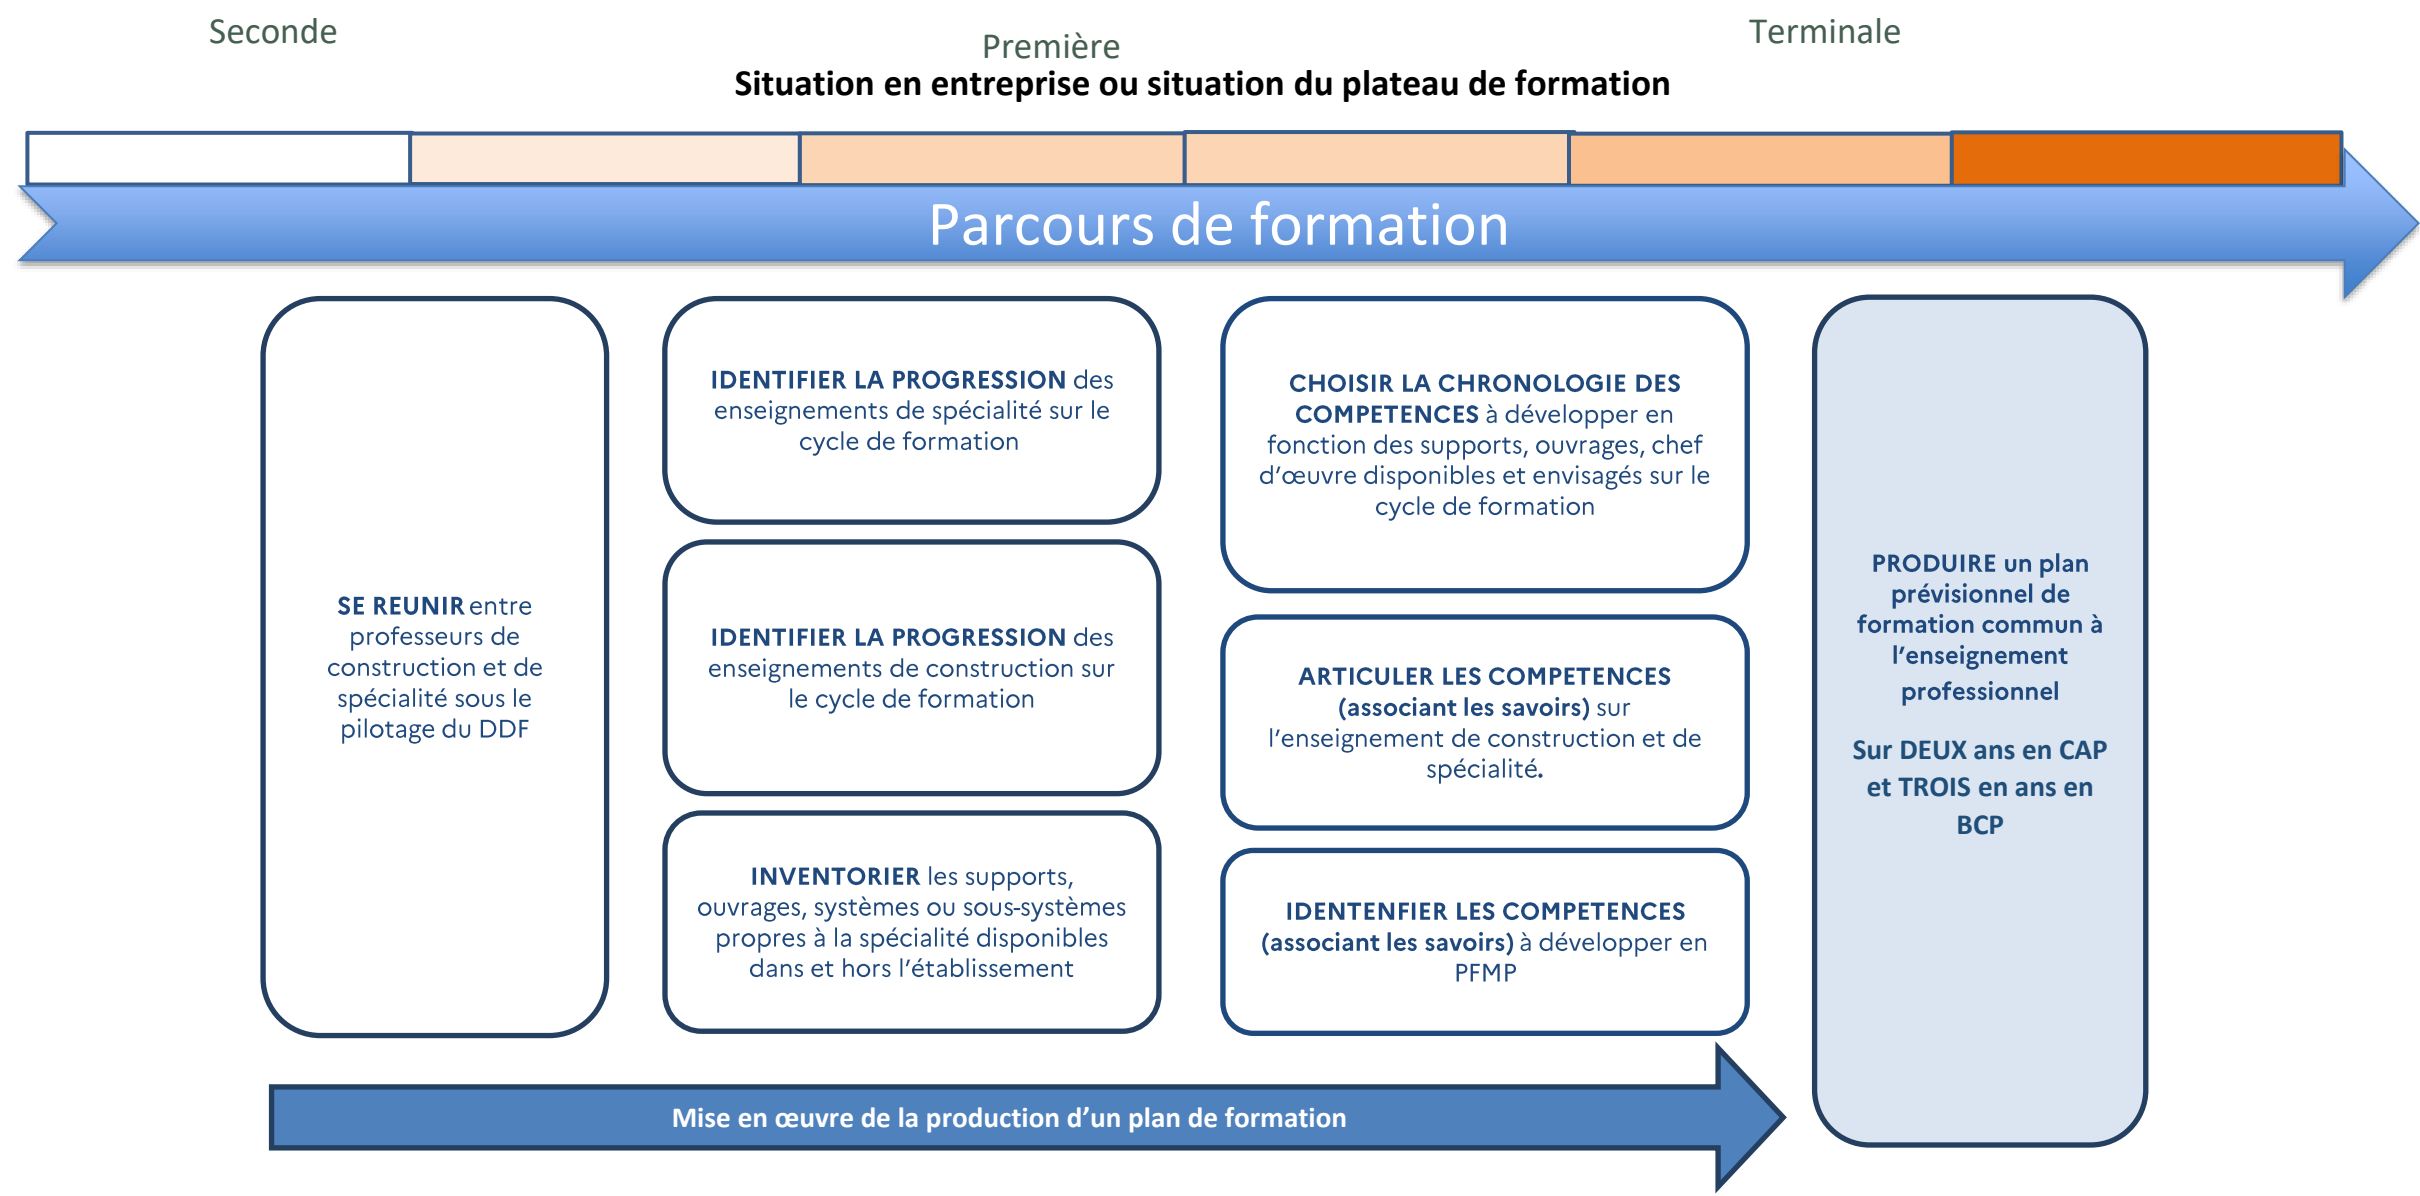 Seconde
Première
Terminale
Situation en entreprise ou situation du plateau de formation
Parcours de formation
SE REUNIR entre
professeurs de
construction et de
spécialité sous le
pilotage du DDF
IDENTIFIER LA PROGRESSION des
enseignements de spécialité sur le
cycle de formation
IDENTIFIER LA PROGRESSION des
enseignements de construction sur
le cycle de formation
INVENTORIER les supports,
ouvrages, systèmes ou sous-systèmes
propres à la spécialité disponibles
dans et hors l'établissement
CHOISIR LA CHRONOLOGIE DES
COMPETENCES à développer en
fonction des supports, ouvrages, chef
d'œuvre disponibles et envisagés sur le
cycle de formation
ARTICULER LES COMPETENCES
(associant les savoirs) sur
l'enseignement de construction et de
spécialité.
IDENTENFIER LES COMPETENCES
(associant les savoirs) à développer en
PFMP
PRODUIRE un plan
prévisionnel de
formation commun à
l'enseignement
professionnel
Sur DEUX ans en CAP
et TROIS en ans en
BCP
Mise en œuvre de la production d'un plan de formation